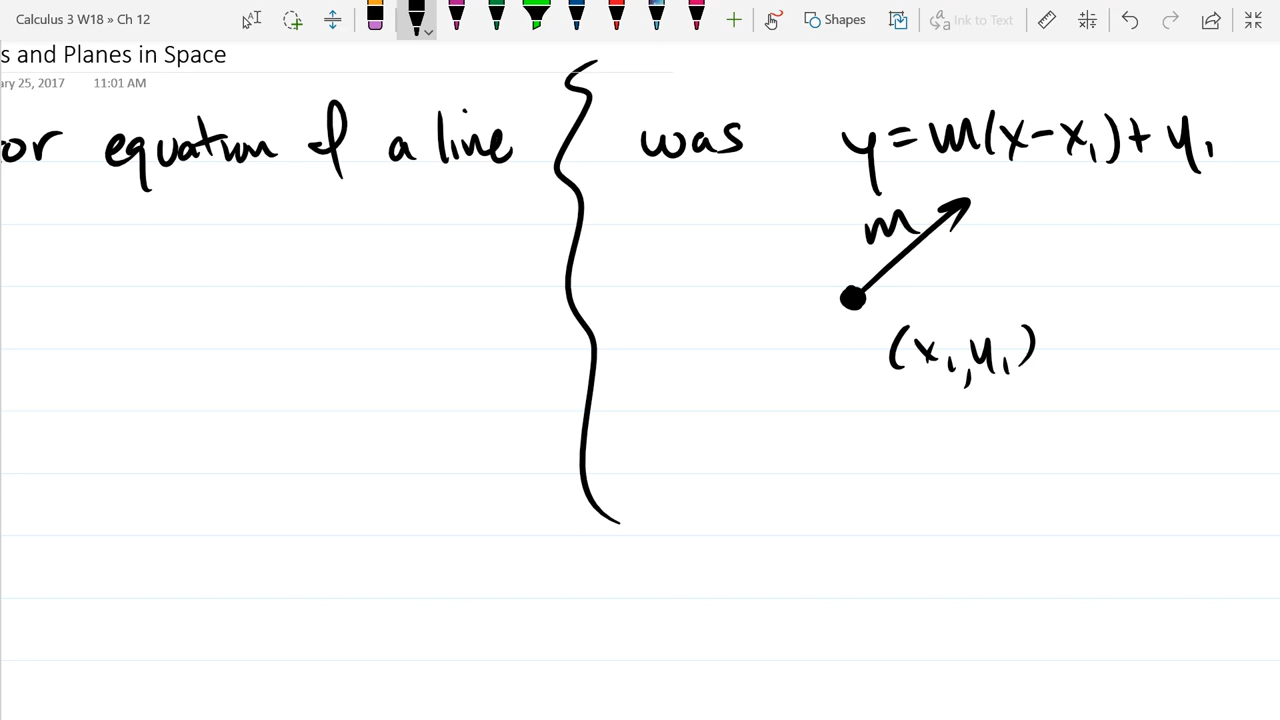 Calculus 3 W18 » Ch 12
Shapes
Ink to Text
s and Planes in Space
ary 25, 2017 11:01 AM
or equation of a line was y = m(x-x₁) + y₁
m
(x₁, y₁)